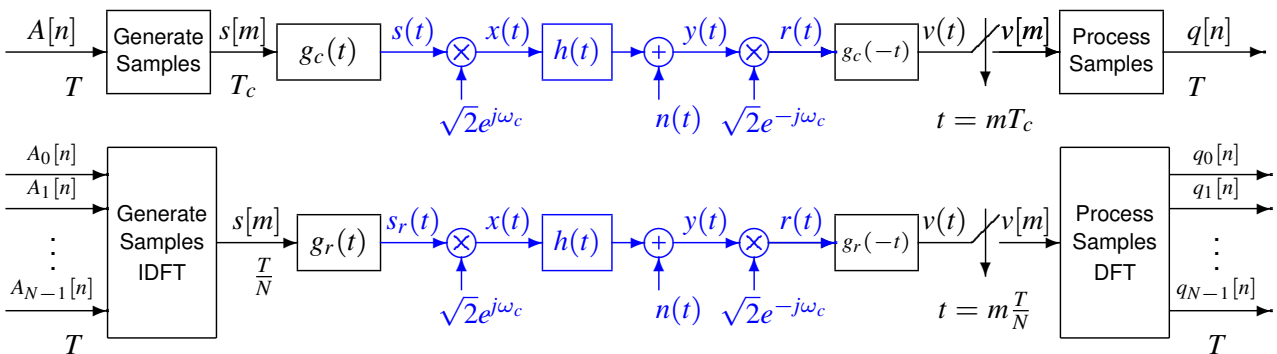 A[n]
T
Generate
Samples
s[m]
T_c
g_c(t)
s(t)
×
√2e^{jω_c}
x(t)
h(t)
+
n(t)
y(t)
×
√2e^{-jω_c}
r(t)
g_c(−t)
v(t)
t = mT_c
v[m]
Process
Samples
q[n]
T
A_0[n]
A_1[n]
⋮
A_{N−1}[n]
T
Generate
Samples
IDFT
s[m]
T/N
g_r(t)
s_r(t)
×
√2e^{jω_c}
x(t)
h(t)
+
n(t)
y(t)
×
√2e^{-jω_c}
r(t)
g_r(−t)
v(t)
t = m T/N
v[m]
Process
Samples
DFT
q_0[n]
q_1[n]
⋮
q_{N−1}[n]
T